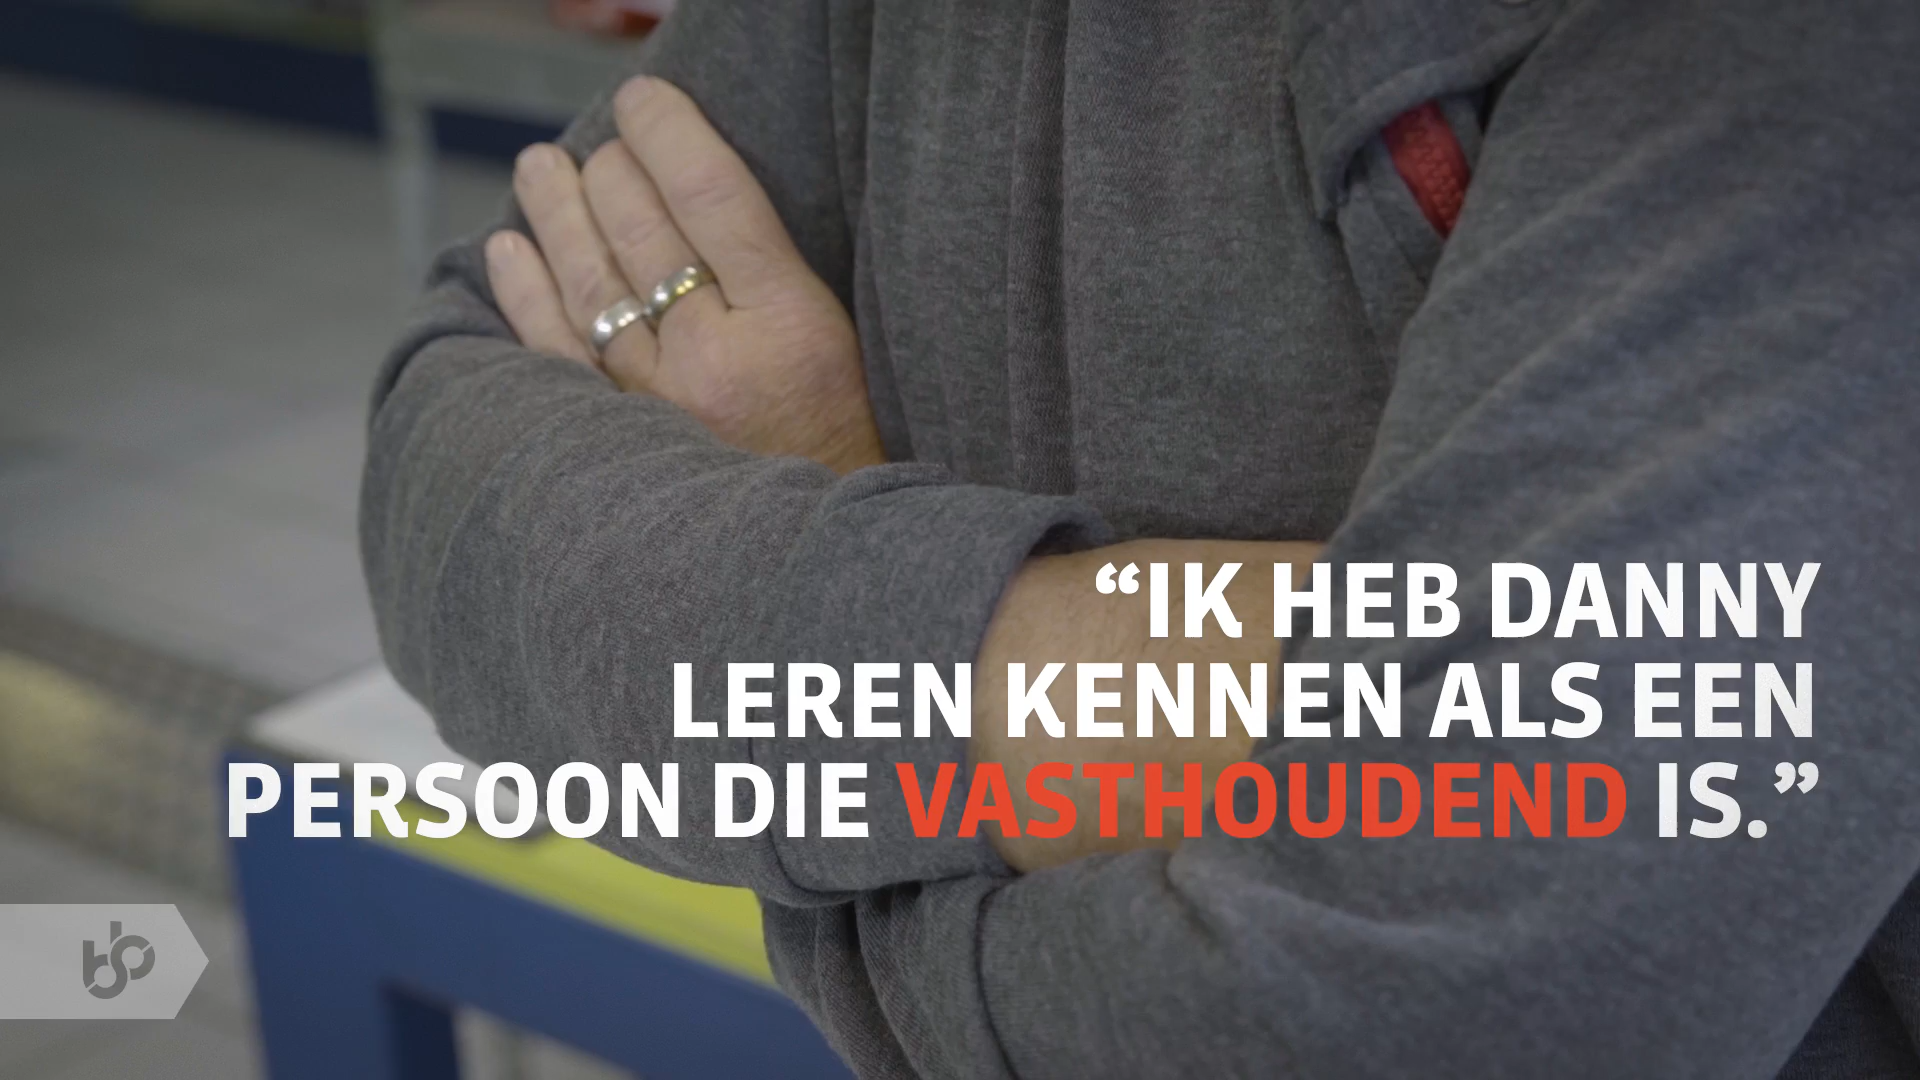 “IK HEB DANNY
LEREN KENNEN ALS EEN
PERSOON DIE VASTHOUDEND IS.”